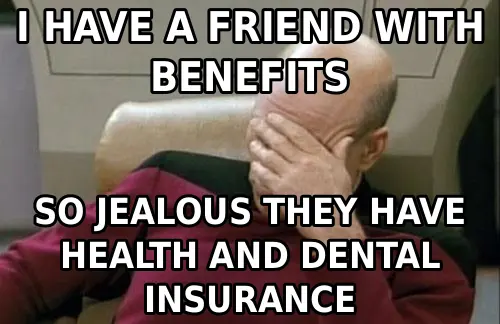 I HAVE A FRIEND WITH
BENEFITS
SO JEALOUS THEY HAVE
HEALTH AND DENTAL
INSURANCE